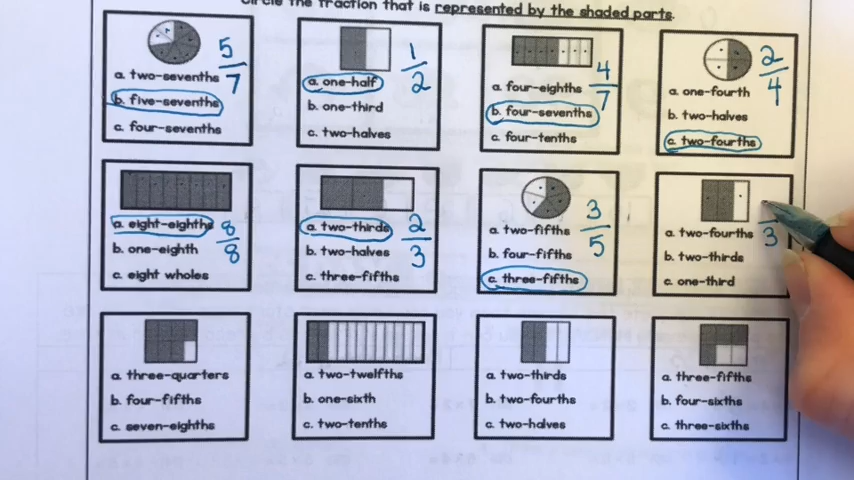 Circle the fraction that is represented by the shaded parts.
5/7
a. two-sevenths
b. five-sevenths
c. four-sevenths
1/2
a. one-half
b. one-third
c. two-halves
4/7
a. four-eighths
b. four-sevenths
c. four-tenths
2/4
a. one-fourth
b. two-halves
c. two-fourths
a. eight-eighths
8/8
b. one-eighth
c. eight wholes
a. two-thirds
2/3
b. two-halves
c. three-fifths
3/5
a. two-fifths
b. four-fifths
c. three-fifths
a. two-fourths
3
b. two-thirds
c. one-third
a. three-quarters
b. four-fifths
c. seven-eighths
a. two-twelfths
b. one-sixth
c. two-tenths
a. two-thirds
b. two-fourths
c. two-halves
a. three-fifths
b. four-sixths
c. three-sixths